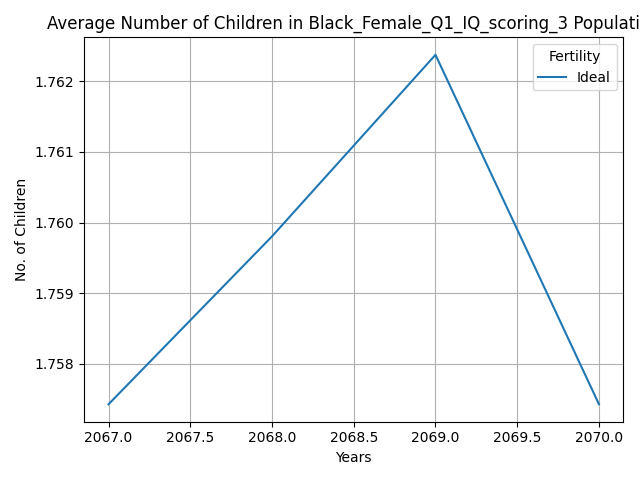 Average Number of Children in Black_Female_Q1_IQ_scoring_3 Populati
Fertility
Ideal
1.762
1.761
1.760
1.759
1.758
No. of Children
2067.0 2067.5 2068.0 2068.5 2069.0 2069.5 2070.0
Years